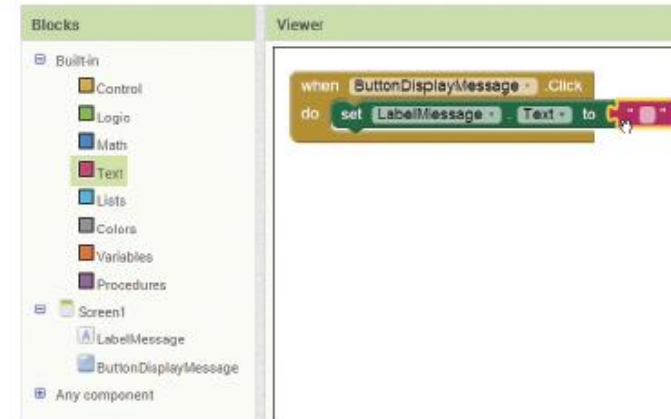 Blocks
Viewer
Built-in
Control
Logic
Math
Text
Lists
Colors
Variables
Procedures
Screen1
A LabelMessage
ButtonDisplayMessage
Any component
when ButtonDisplayMessage .Click
do set LabelMessage . Text to " "